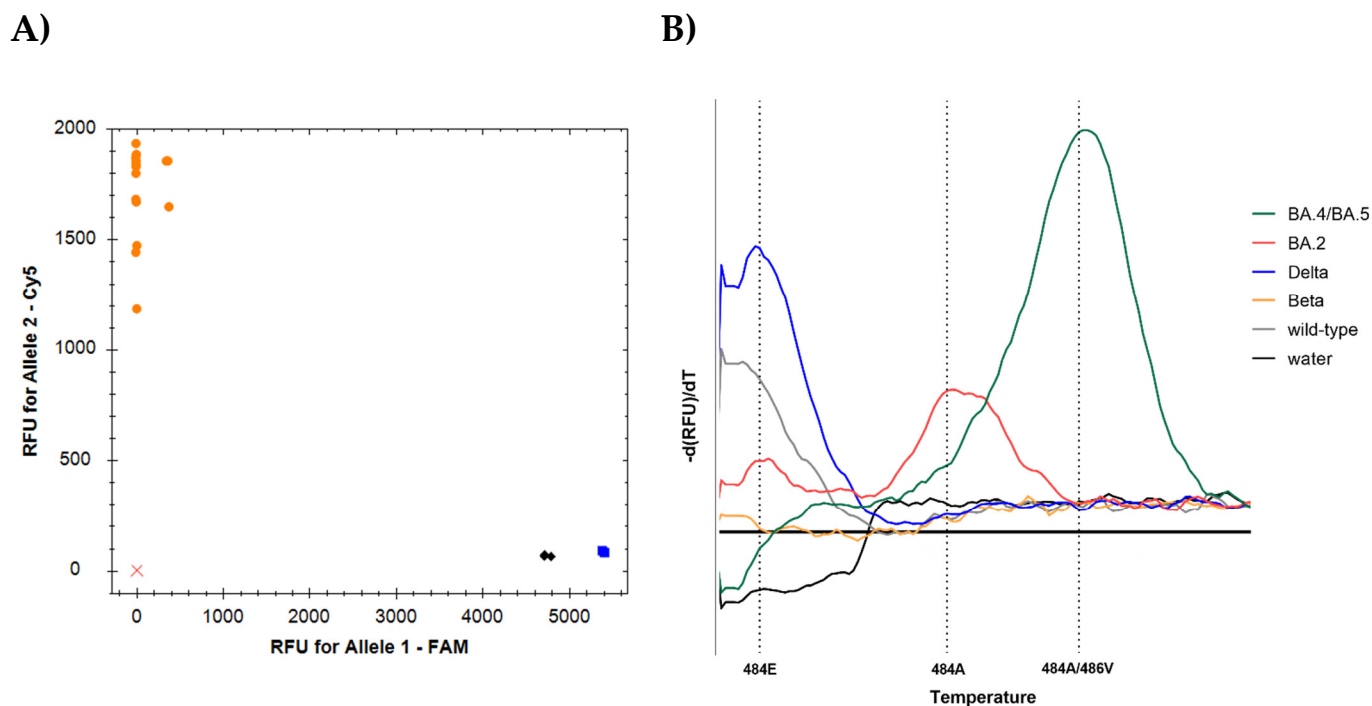 A)
2000
1500
1000
500
0
RFU for Allele 2 - Cy5
0 1000 2000 3000 4000 5000
RFU for Allele 1 - FAM
B)
-d(RFU)/dT
484E 484A 484A/486V
Temperature
BA.4/BA.5
BA.2
Delta
Beta
wild-type
water